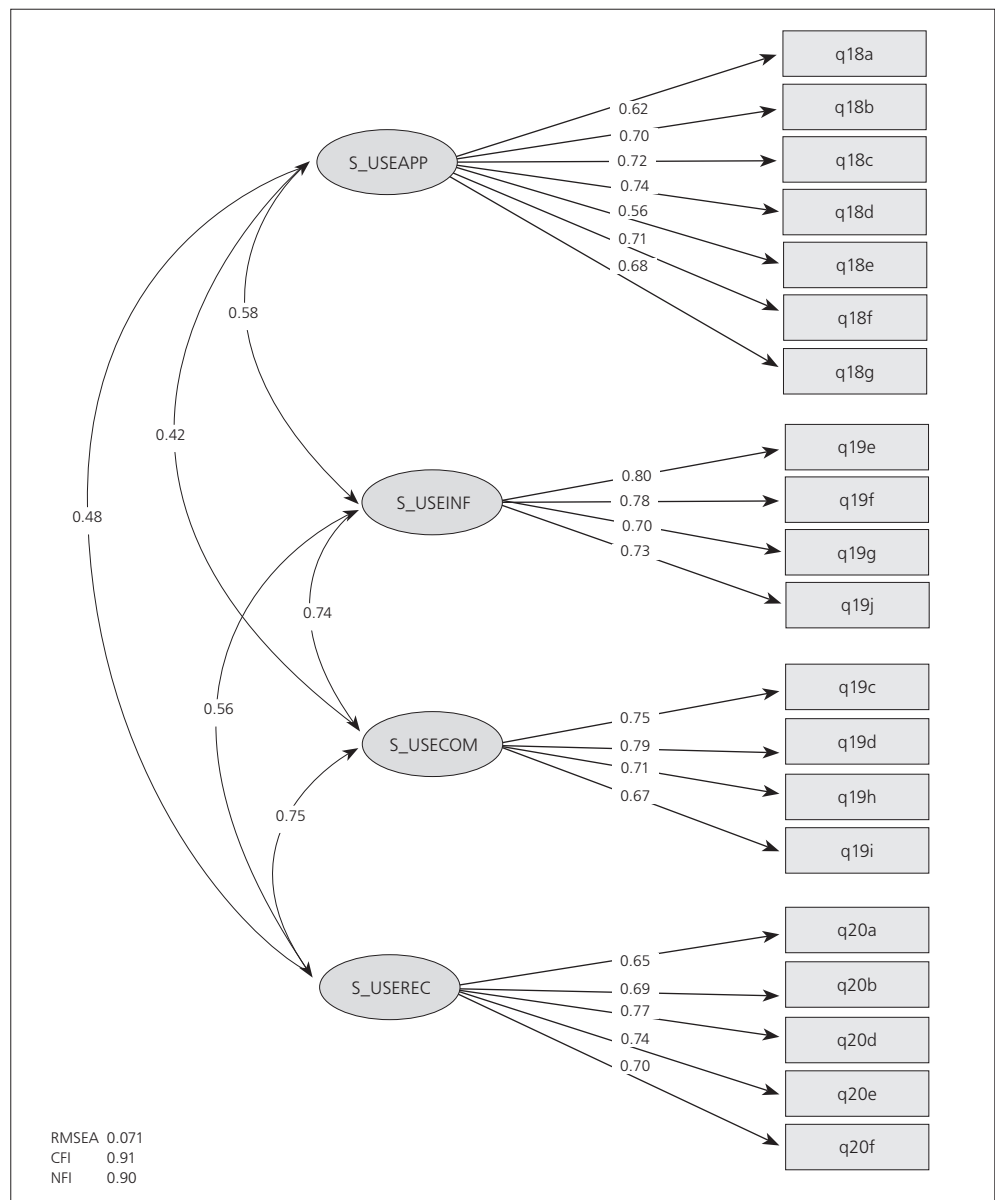 q18a
q18b
q18c
q18d
q18e
q18f
q18g
0.62
0.70
0.72
0.74
0.56
0.71
0.68
S_USEAPP
0.58
0.42
0.48
q19e
q19f
q19g
q19j
0.80
0.78
0.70
0.73
S_USEINF
0.74
0.56
q19c
q19d
q19h
q19i
0.75
0.79
0.71
0.67
S_USECOM
0.75
q20a
q20b
q20d
q20e
q20f
0.65
0.69
0.77
0.74
0.70
S_USEREC
RMSEA 0.071
CFI 0.91
NFI 0.90